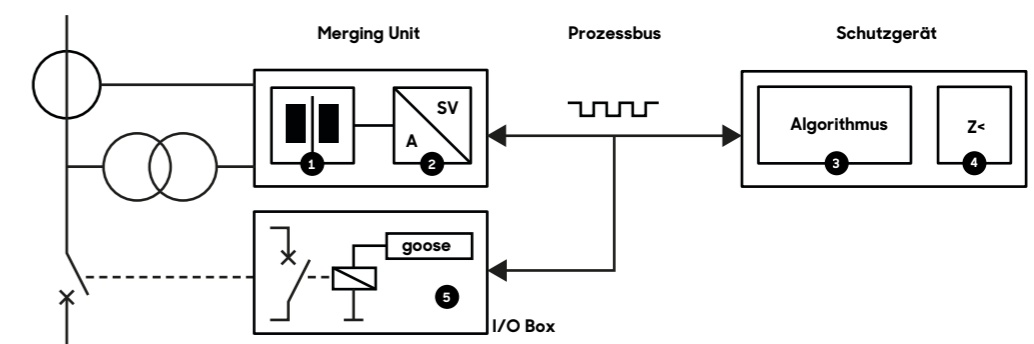 Merging Unit
Prozessbus
Schutzgerät
SV
A
1
2
Algorithmus
Z<
3
4
goose
5
I/O Box